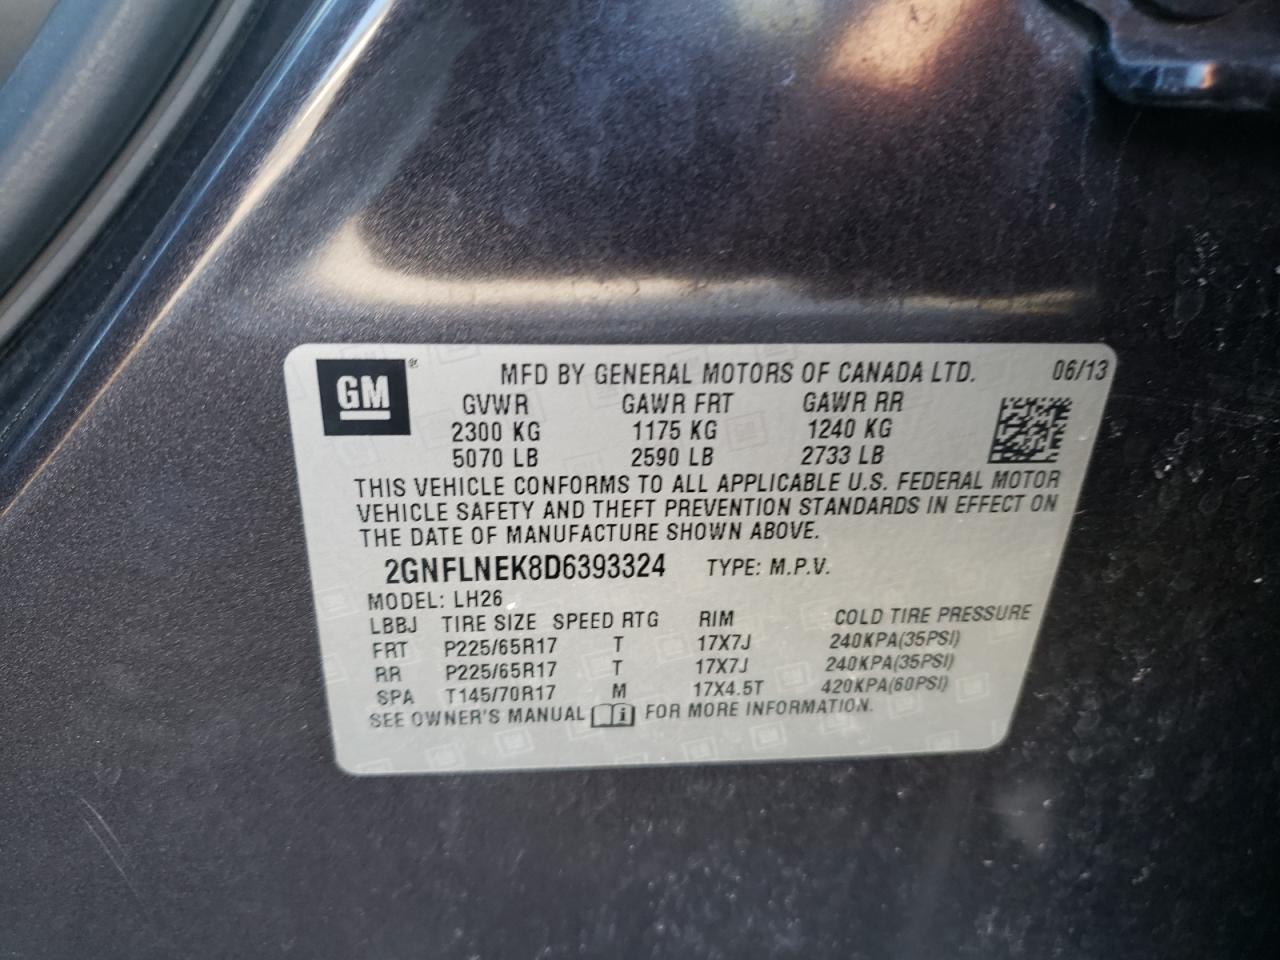 GM ® MFD BY GENERAL MOTORS OF CANADA LTD. 06/13
GVWR GAWR FRT GAWR RR
2300 KG 1175 KG 1240 KG
5070 LB 2590 LB 2733 LB
THIS VEHICLE CONFORMS TO ALL APPLICABLE U.S. FEDERAL MOTOR
VEHICLE SAFETY AND THEFT PREVENTION STANDARDS IN EFFECT ON
THE DATE OF MANUFACTURE SHOWN ABOVE.
2GNFLNEK8D6393324 TYPE: M.P.V.
MODEL: LH26
LBBJ TIRE SIZE SPEED RTG RIM COLD TIRE PRESSURE
FRT P225/65R17 T 17X7J 240KPA(35PSI)
RR P225/65R17 T 17X7J 240KPA(35PSI)
SPA T145/70R17 M 17X4.5T 420KPA(60PSI)
SEE OWNER'S MANUAL i FOR MORE INFORMATION.